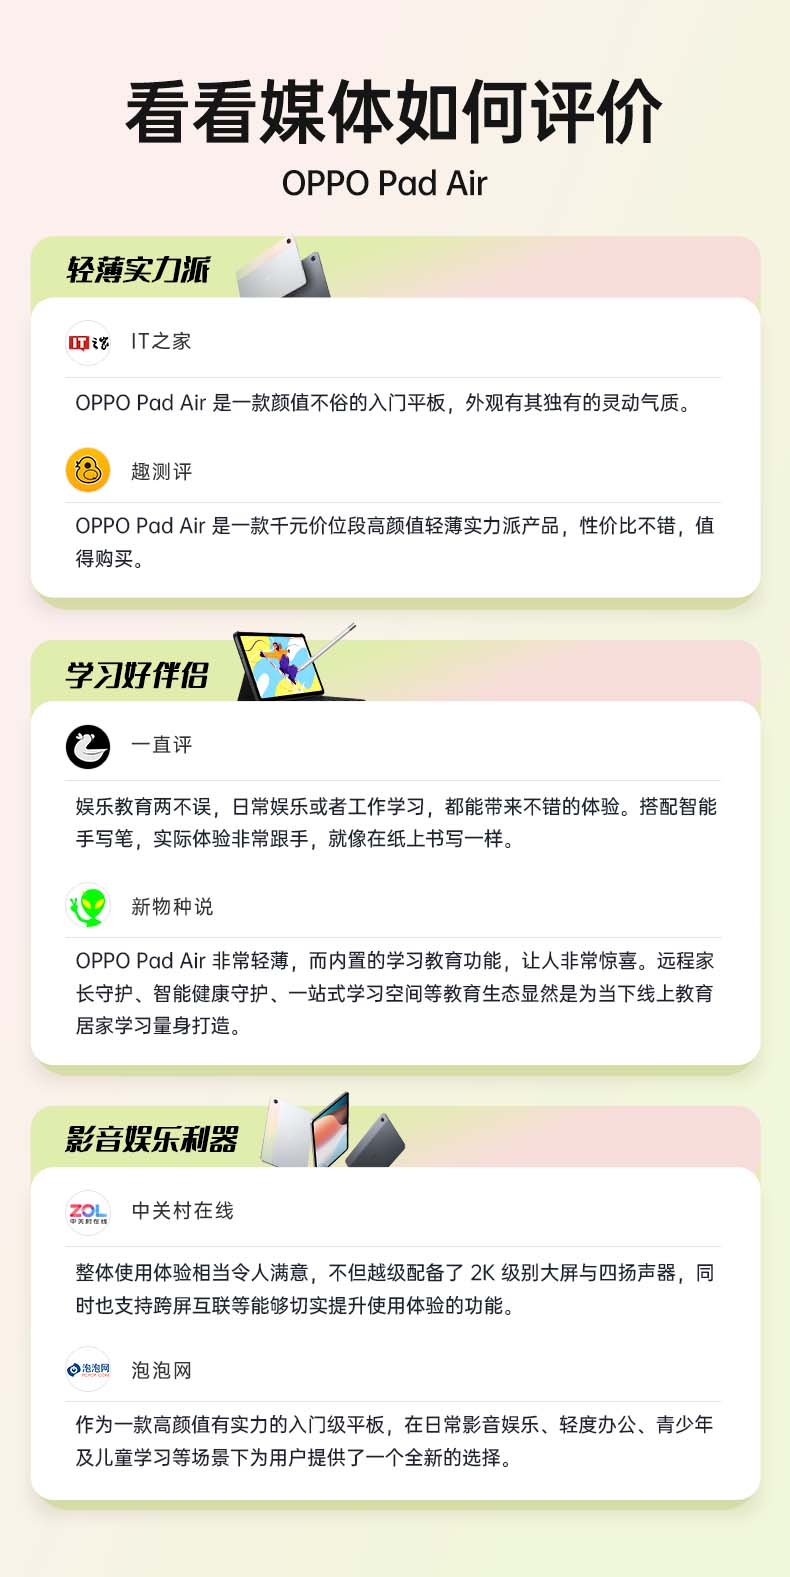 看看媒体如何评价
OPPO Pad Air
轻薄实力派
IT之家
IT之家
OPPO Pad Air 是一款颜值不俗的入门平板，外观有其独有的灵动气质。
趣测评
OPPO Pad Air 是一款千元价位段高颜值轻薄实力派产品，性价比不错，值
得购买。
学习好伴侣
一直评
娱乐教育两不误，日常娱乐或者工作学习，都能带来不错的体验。搭配智能
手写笔，实际体验非常跟手，就像在纸上书写一样。
新物种说
OPPO Pad Air 非常轻薄，而内置的学习教育功能，让人非常惊喜。远程家
长守护、智能健康守护、一站式学习空间等教育生态显然是为当下线上教育
居家学习量身打造。
影音娱乐利器
ZOL
中关村在线
中关村在线
整体使用体验相当令人满意，不但越级配备了 2K 级别大屏与四扬声器，同
时也支持跨屏互联等能够切实提升使用体验的功能。
泡泡网
PCPOP.COM
泡泡网
作为一款高颜值有实力的入门级平板，在日常影音娱乐、轻度办公、青少年
及儿童学习等场景下为用户提供了一个全新的选择。